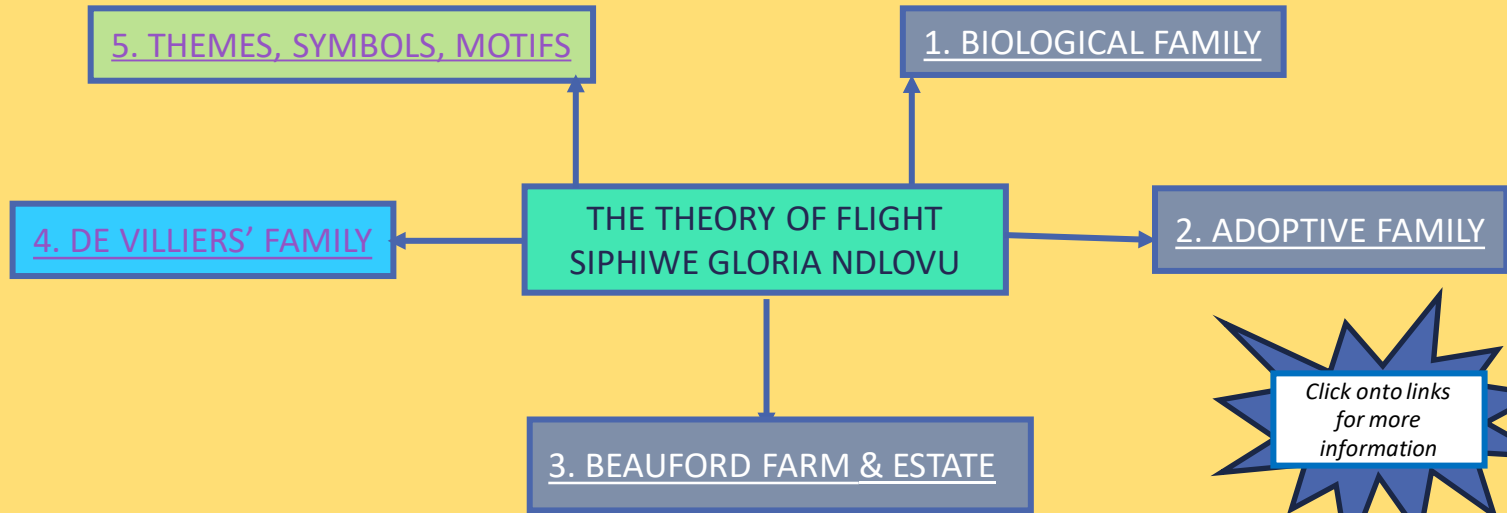 5. THEMES, SYMBOLS, MOTIFS
1. BIOLOGICAL FAMILY
THE THEORY OF FLIGHT
SIPHIWE GLORIA NDLOVU
4. DE VILLIERS’ FAMILY
2. ADOPTIVE FAMILY
3. BEAUFORD FARM & ESTATE
Click onto links
for more
information